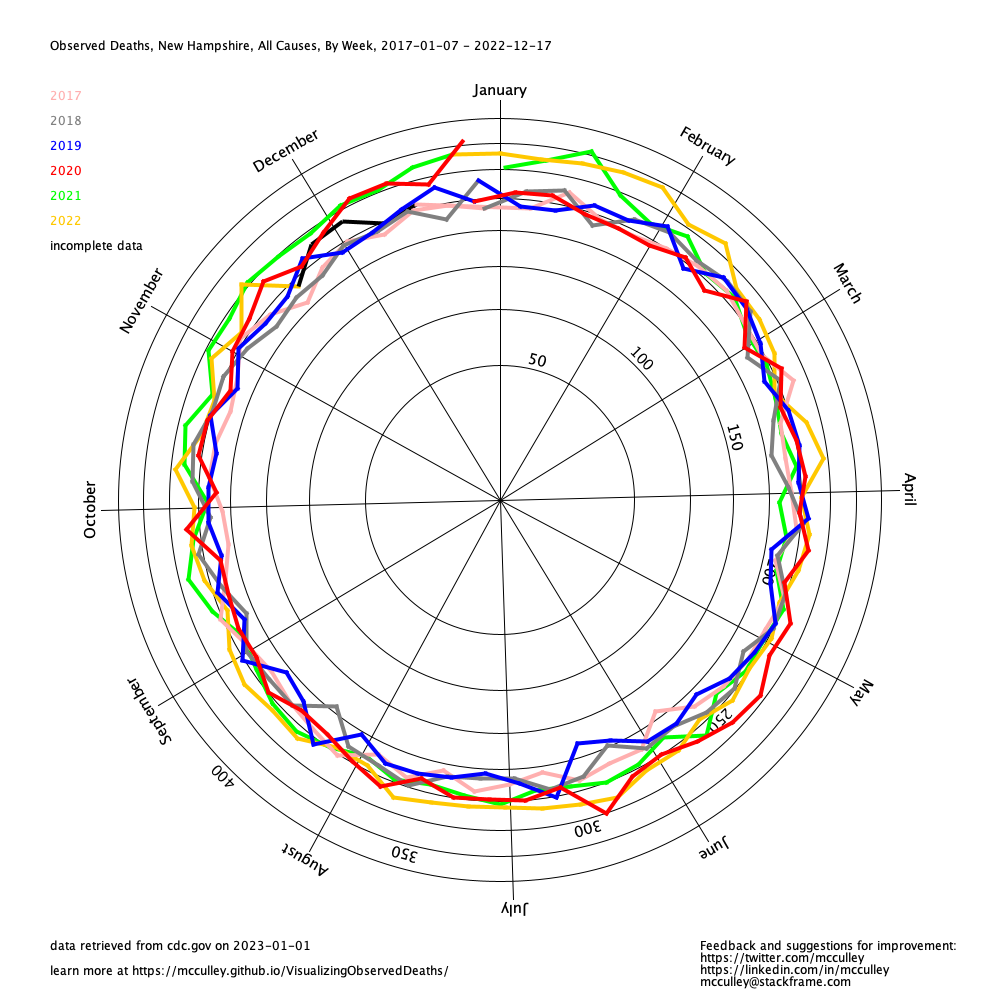 Observed Deaths, New Hampshire, All Causes, By Week, 2017-01-07 - 2022-12-17
January
2017
2018
2019
2020
2021
2022
incomplete data
February
March
April
May
June
July
August
September
October
November
December
50
100
150
200
250
300
350
400
data retrieved from cdc.gov on 2023-01-01
learn more at https://mcculley.github.io/VisualizingObservedDeaths/
Feedback and suggestions for improvement:
https://twitter.com/mcculley
https://linkedin.com/in/mcculley
mcculley@stackframe.com